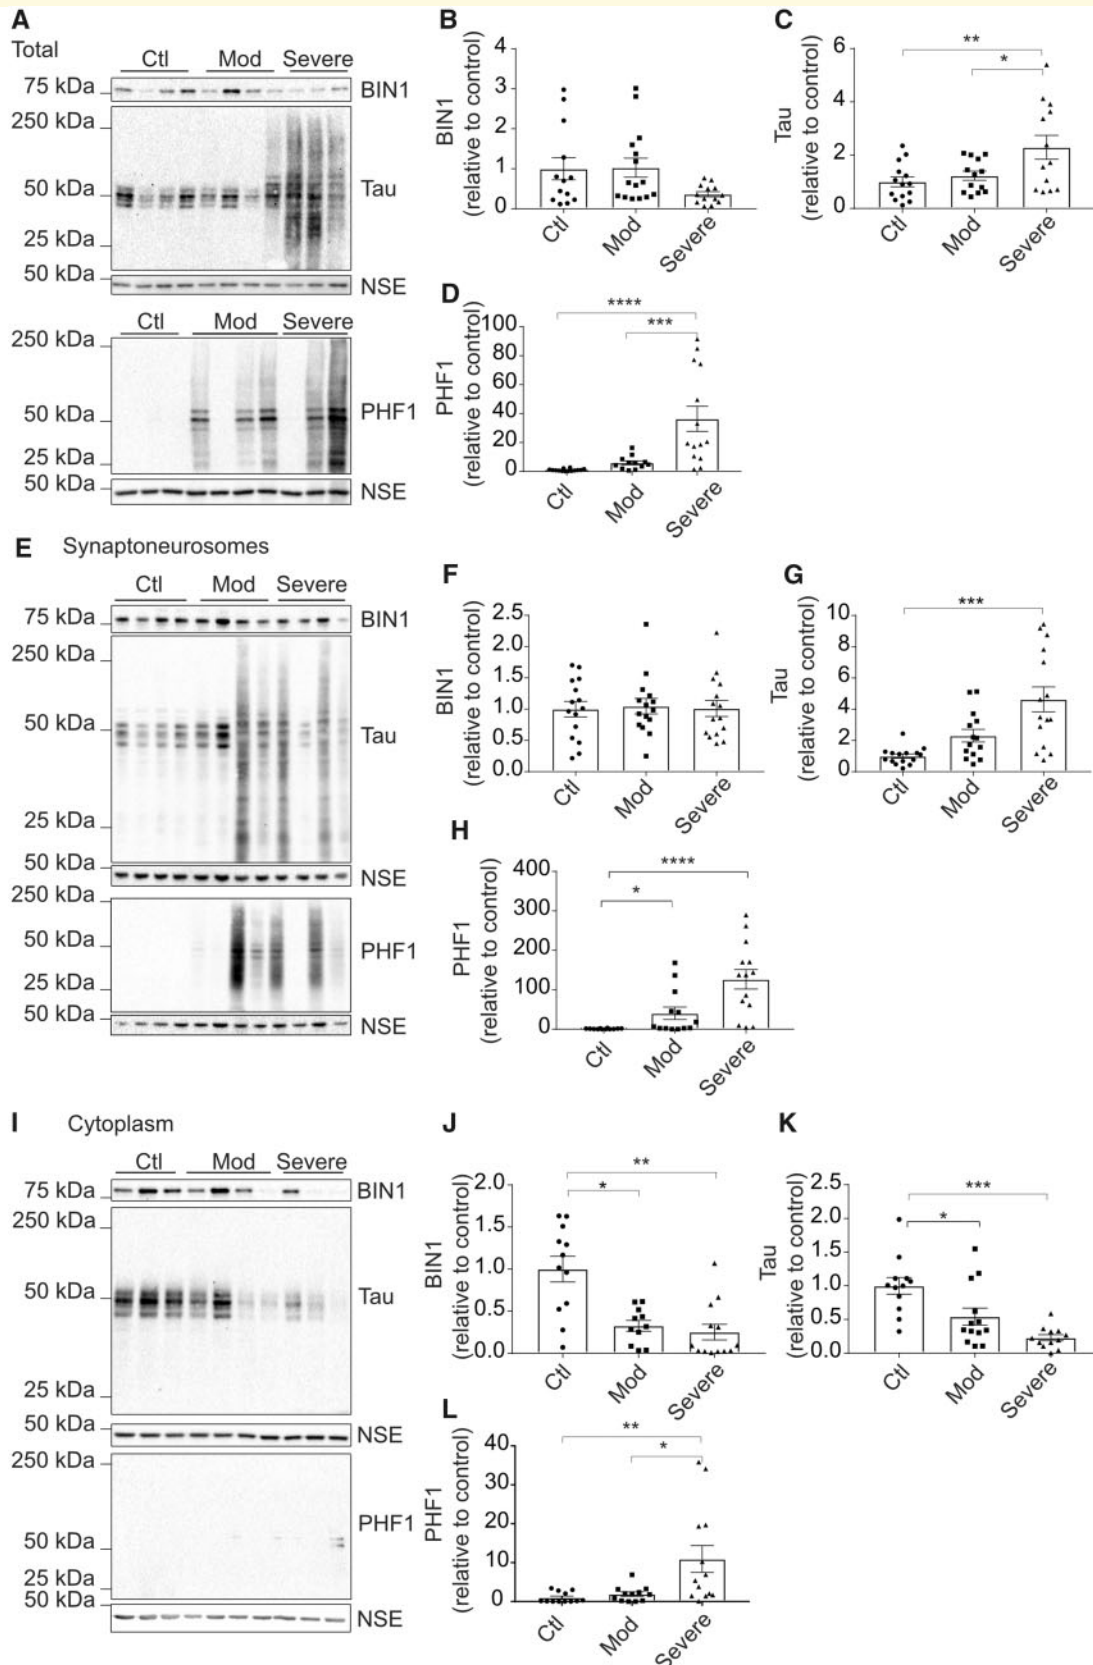 A
Total
Ctl Mod Severe
75 kDa BIN1
250 kDa
50 kDa Tau
25 kDa
50 kDa NSE
Ctl Mod Severe
250 kDa
50 kDa PHF1
25 kDa
50 kDa NSE
B
BIN1
(relative to control)
4
3
2
1
0
Ctl Mod Severe
C
Tau
(relative to control)
6
4
2
0
**
*
Ctl Mod Severe
D
PHF1
(relative to control)
100
80
60
40
20
0
****
***
Ctl Mod Severe
E Synaptoneurosomes
Ctl Mod Severe
75 kDa BIN1
250 kDa
50 kDa Tau
25 kDa
50 kDa NSE
250 kDa
50 kDa PHF1
25 kDa
50 kDa NSE
F
BIN1
(relative to control)
2.5
2.0
1.5
1.0
0.5
0.0
Ctl Mod Severe
G
Tau
(relative to control)
10
8
6
4
2
0
***
Ctl Mod Severe
H
PHF1
(relative to control)
400
300
200
100
0
****
*
Ctl Mod Severe
I Cytoplasm
Ctl Mod Severe
75 kDa BIN1
250 kDa
50 kDa Tau
25 kDa
50 kDa NSE
250 kDa
PHF1
50 kDa
25 kDa
50 kDa NSE
J
BIN1
(relative to control)
2.0
1.5
1.0
0.5
0.0
**
*
Ctl Mod Severe
K
Tau
(relative to control)
2.5
2.0
1.5
1.0
0.5
0.0
***
*
Ctl Mod Severe
L
PHF1
(relative to control)
40
30
20
10
0
**
*
Ctl Mod Severe